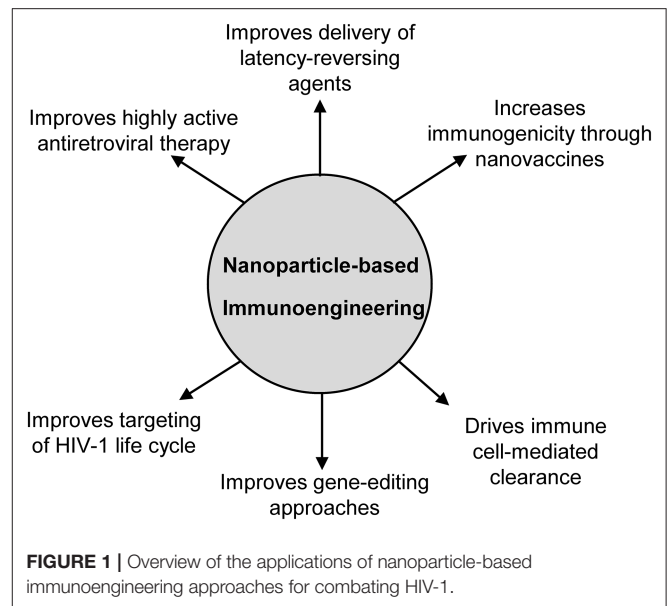 Improves delivery of
latency-reversing
agents
Improves highly active
antiretroviral therapy
Increases
immunogenicity through
nanovaccines
Nanoparticle-based
Immunoengineering
Improves targeting
of HIV-1 life cycle
Improves gene-editing
approaches
Drives immune
cell-mediated
clearance
FIGURE 1 | Overview of the applications of nanoparticle-based
immunoengineering approaches for combating HIV-1.